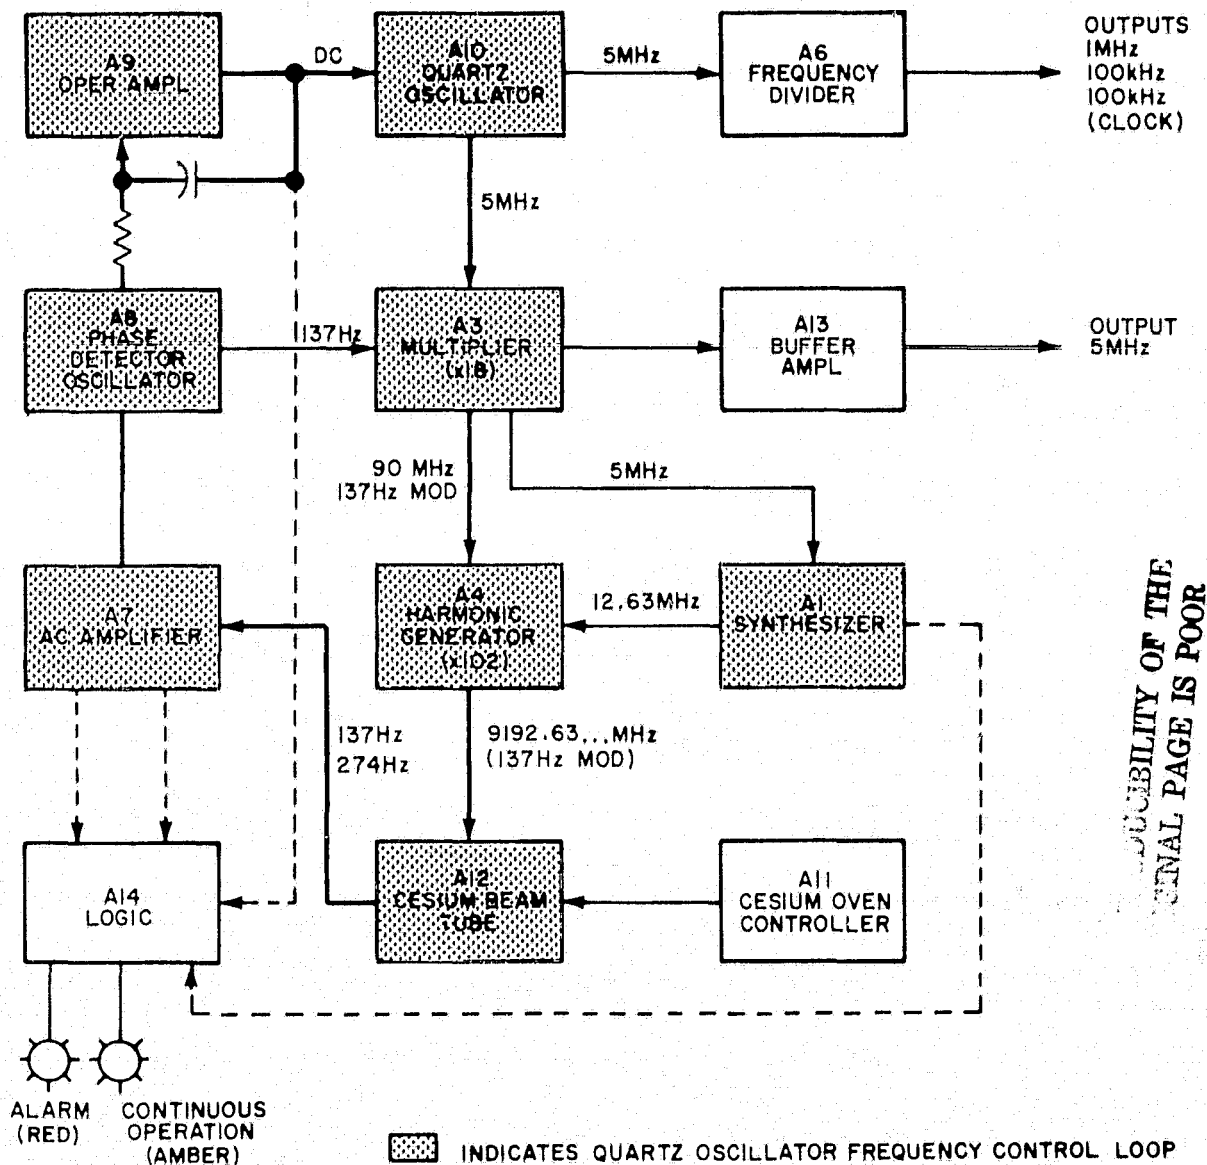 A9
OPER AMPL
DC
A10
QUARTZ
OSCILLATOR
5MHz
A6
FREQUENCY
DIVIDER
OUTPUTS
1MHz
100kHz
100kHz
(CLOCK)
5MHz
A8
PHASE
DETECTOR
OSCILLATOR
137Hz
A3
MULTIPLIER
(x18)
A13
BUFFER
AMPL
OUTPUT
5MHz
90 MHz
137Hz MOD
5MHz
A7
AC AMPLIFIER
A4
HARMONIC
GENERATOR
(x102)
12.63MHz
A1
SYNTHESIZER
137Hz
274Hz
9192.63...MHz
(137Hz MOD)
A14
LOGIC
A12
CESIUM BEAM
TUBE
A11
CESIUM OVEN
CONTROLLER
ALARM
(RED)
CONTINUOUS
OPERATION
(AMBER)
INDICATES QUARTZ OSCILLATOR FREQUENCY CONTROL LOOP
OF THE
PAGE IS POOR